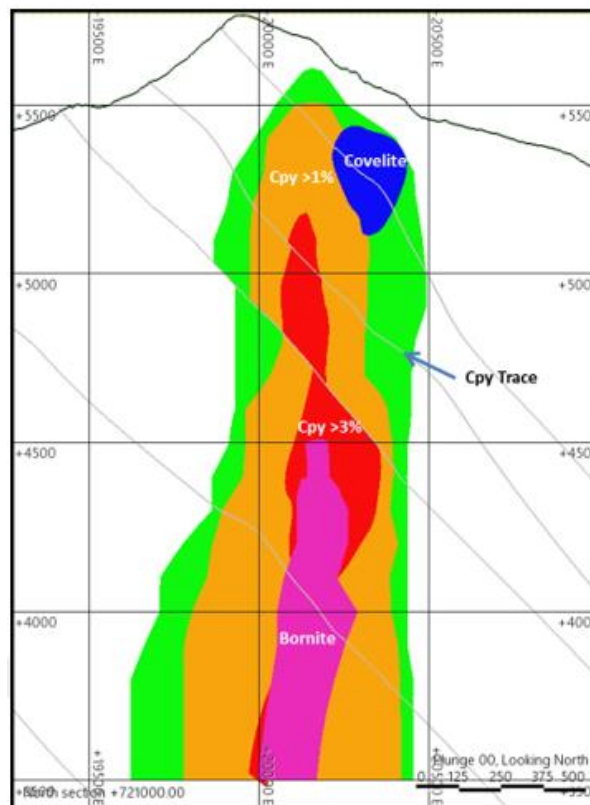 19500 E
20000 E
20500 E
+5500
550
Covelite
Cpy >1%
+5000
+500
Cpy Trace
Cpy >3%
+4500
+450
+4000
+400
Bornite
Plunge 00, Looking North
0 125 250 375 500
North section +721000.00